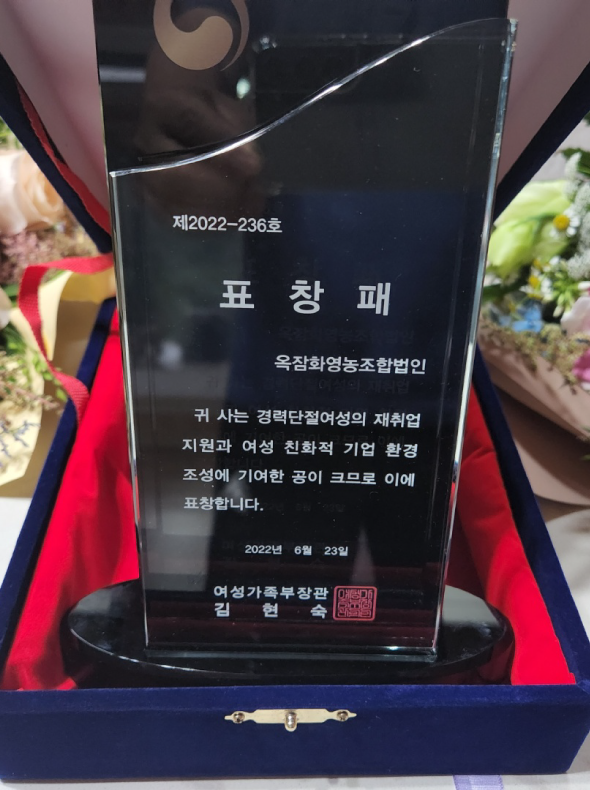 제2022-236호
표 창 패
옥잠화영농조합법인
귀 사는 경력단절여성의 재취업
지원과 여성 친화적 기업 환경
조성에 기여한 공이 크므로 이에
표창합니다.
2022년 6월 23일
여성가족부장관
김 현 숙